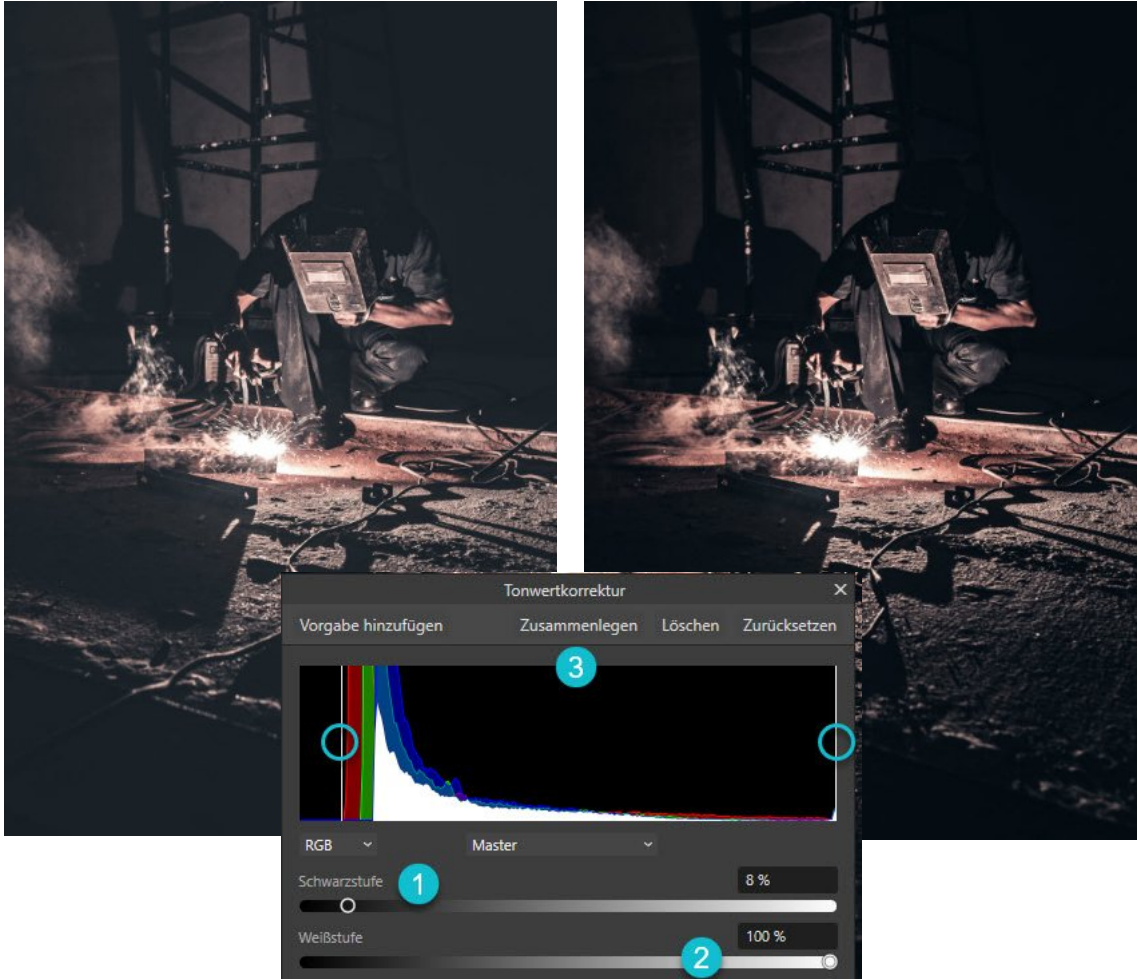 Tonwertkorrektur
Vorgabe hinzufügen Zusammenlegen Löschen Zurücksetzen
3
RGB Master
Schwarzstufe 1 8 %
Weißstufe 2 100 %